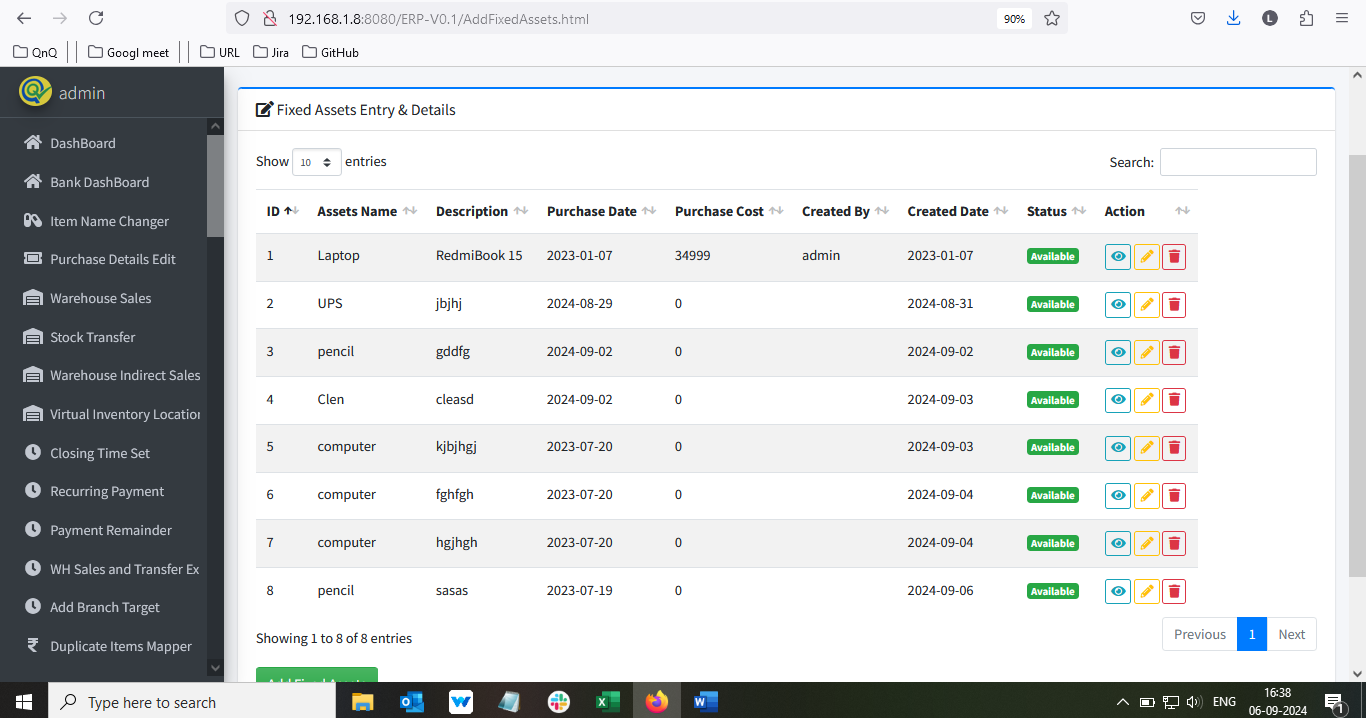 192.168.1.8:8080/ERP-V0.1/AddFixedAssets.html
90%
L
QnQ
Googl meet
URL
Jira
GitHub
admin
DashBoard
Bank DashBoard
Item Name Changer
Purchase Details Edit
Warehouse Sales
Stock Transfer
Warehouse Indirect Sales
Virtual Inventory Location
Closing Time Set
Recurring Payment
Payment Remainder
WH Sales and Transfer Ex
Add Branch Target
Duplicate Items Mapper
Fixed Assets Entry & Details
Show 10 entries
Search:
ID Assets Name Description Purchase Date Purchase Cost Created By Created Date Status Action
1 Laptop RedmiBook 15 2023-01-07 34999 admin 2023-01-07 Available
2 UPS jbjhj 2024-08-29 0 2024-08-31 Available
3 pencil gddfg 2024-09-02 0 2024-09-02 Available
4 Clen cleasd 2024-09-02 0 2024-09-03 Available
5 computer kjbjhgj 2023-07-20 0 2024-09-03 Available
6 computer fghfgh 2023-07-20 0 2024-09-04 Available
7 computer hgjhgh 2023-07-20 0 2024-09-04 Available
8 pencil sasas 2023-07-19 0 2024-09-06 Available
Showing 1 to 8 of 8 entries
Previous 1 Next
Add Fixed Asset
Type here to search
ENG
16:38
06-09-2024
1